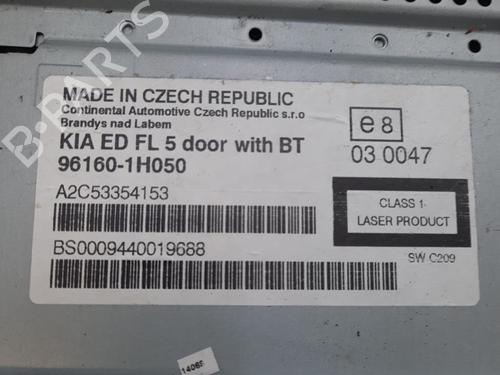 MADE IN CZECH REPUBLIC
Continental Automotive Czech Republic s.r.o
Brandys nad Labem
KIA ED FL 5 door with BT
96160-1H050
e8
03 0047
A2C53354153
CLASS 1
LASER PRODUCT
BS0009440019688
SW C209
B-PARTS